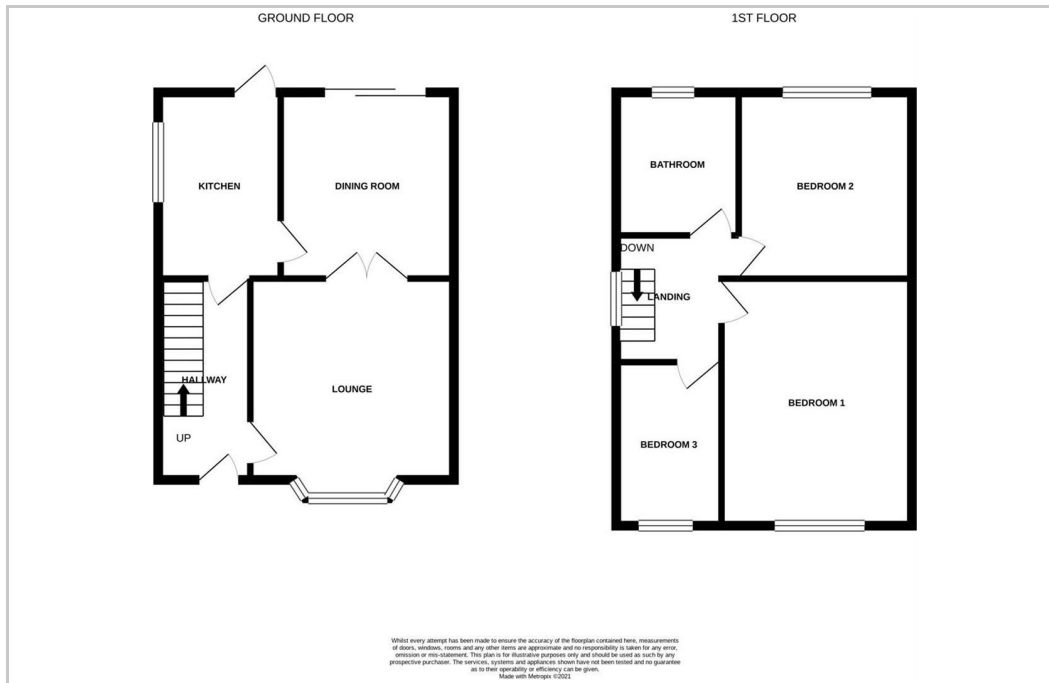 GROUND FLOOR
1ST FLOOR
KITCHEN
DINING ROOM
HALLWAY
UP
LOUNGE
BATHROOM
BEDROOM 2
DOWN
LANDING
BEDROOM 3
BEDROOM 1
Whilst every attempt has been made to ensure the accuracy of the floorplan contained here, measurements
of doors, windows, rooms and any other items are approximate and no responsibility is taken for any error,
omission or mis-statement. This plan is for illustrative purposes only and should be used as such by any
prospective purchaser. The services, systems and appliances shown have not been tested and no guarantee
as to their operability or efficiency can be given.
Made with Metropix ©2021